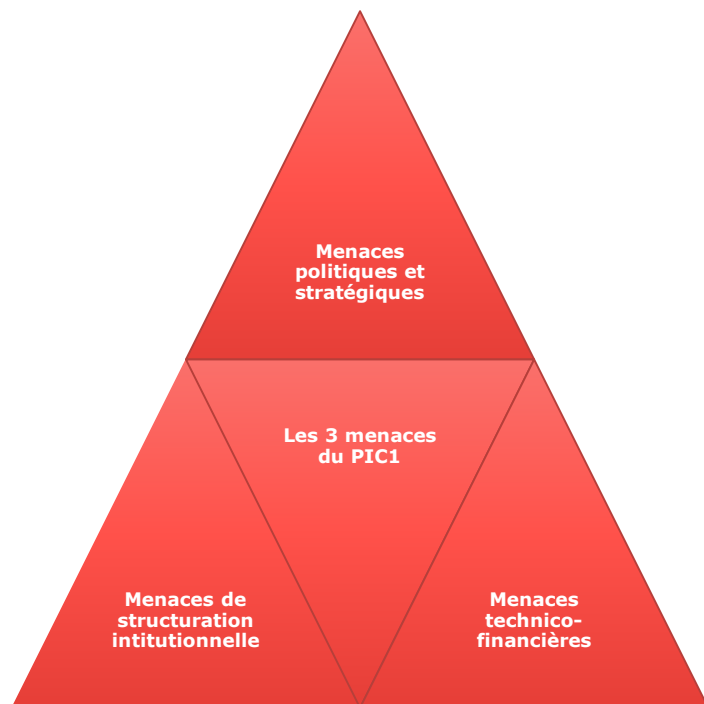 Menaces
politiques et
stratégiques
Les 3 menaces
du PIC1
Menaces de
structuration
intitutionnelle
Menaces
technico-
financières